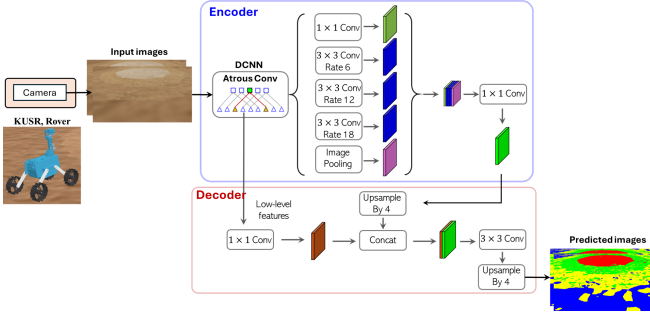 Encoder
Input images
DCNN
Atrous Conv
Camera
KUSR, Rover
1 × 1 Conv
3 × 3 Conv
Rate 6
3 × 3 Conv
Rate 12
3 × 3 Conv
Rate 18
Image
Pooling
1 × 1 Conv
Decoder
Low-level
features
Upsample
By 4
1 × 1 Conv
Concat
3 × 3 Conv
Upsample
By 4
Predicted images